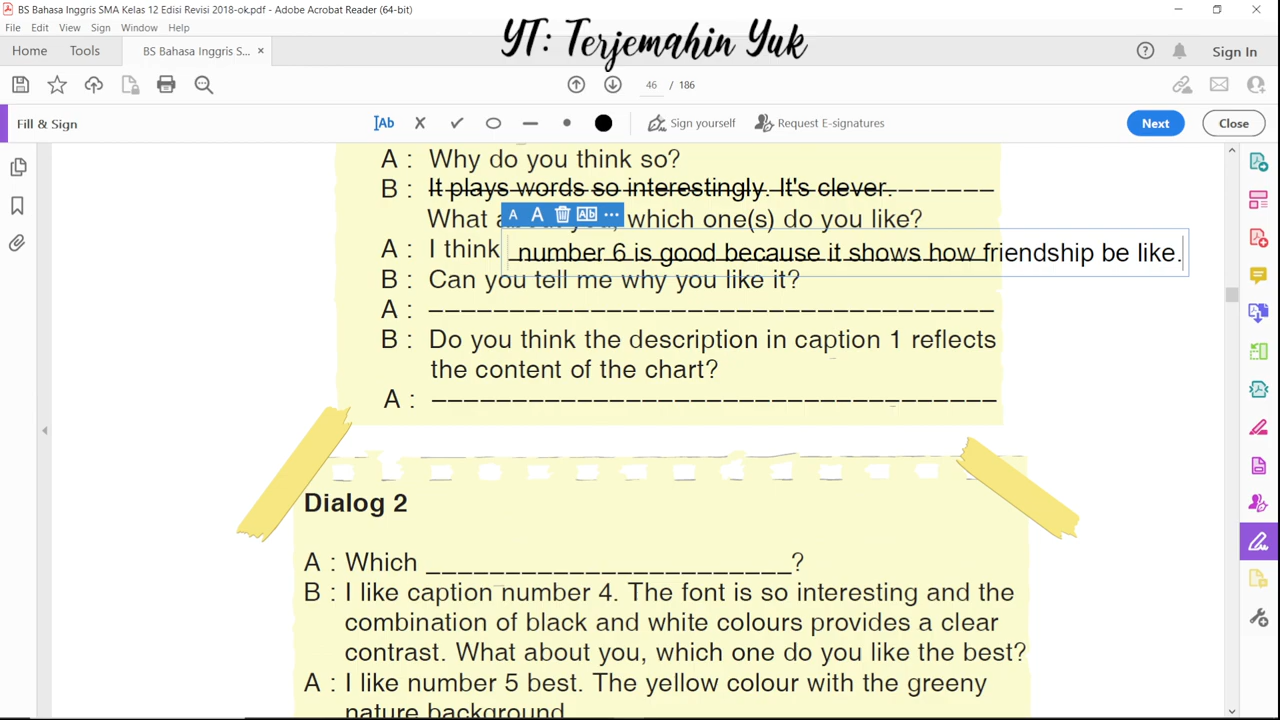 BS Bahasa Inggris SMA Kelas 12 Edisi Revisi 2018-ok.pdf - Adobe Acrobat Reader (64-bit)
YT: Terjemahin Yuk
File Edit View Sign Window Help
Home Tools BS Bahasa Inggris S... × Sign In
46 / 186
Fill & Sign Ab Sign yourself Request E-signatures Next Close
A : Why do you think so?
B : It plays words so interestingly. It's clever.
A A Ab ...
What about you, which one(s) do you like?
A : I think number 6 is good because it shows how friendship be like.
B : Can you tell me why you like it?
A : ___________________________________
B : Do you think the description in caption 1 reflects
the content of the chart?
A : ___________________________________
Dialog 2
A : Which _______________________?
B : I like caption number 4. The font is so interesting and the
combination of black and white colours provides a clear
contrast. What about you, which one do you like the best?
A : I like number 5 best. The yellow colour with the greeny
nature background.